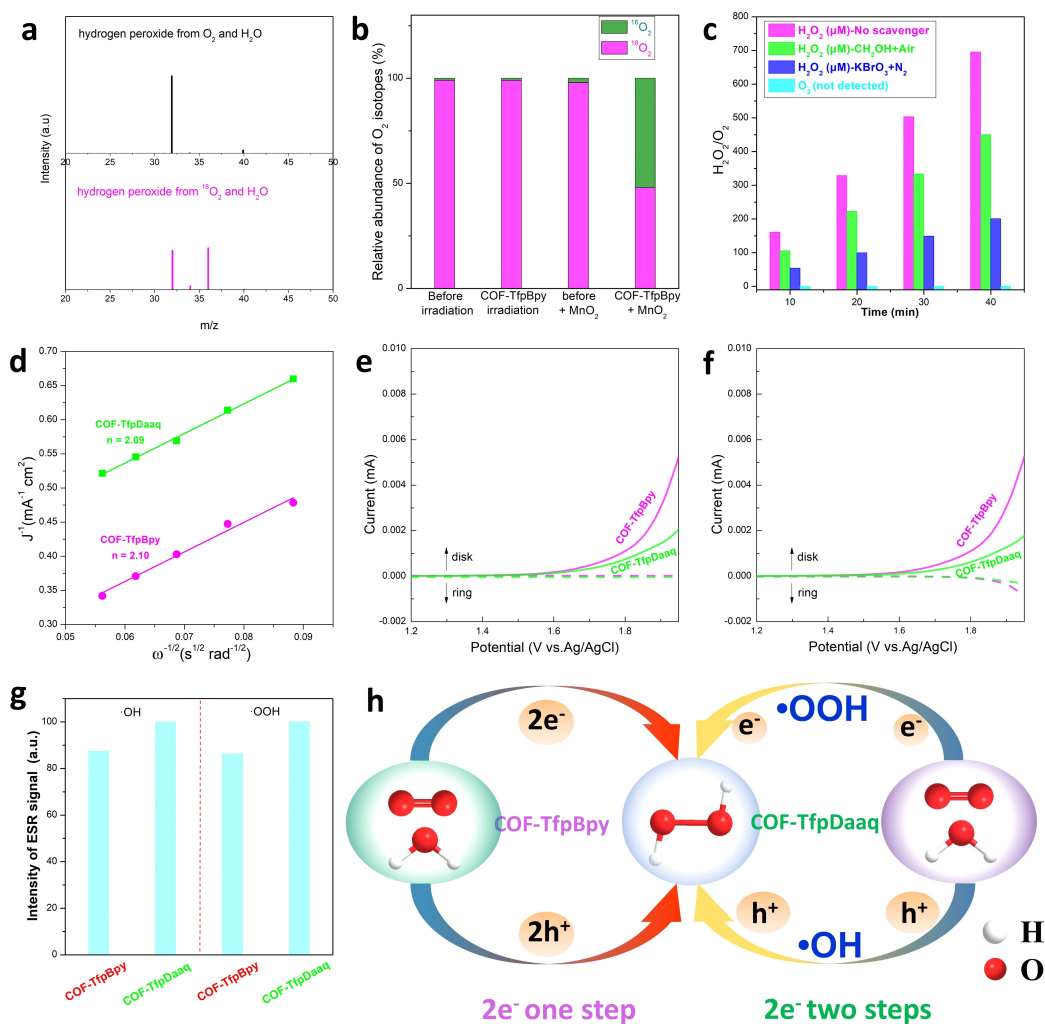 a
hydrogen peroxide from O₂ and H₂O
20 25 30 35 40 45 50
hydrogen peroxide from ¹⁸O₂ and H₂O
20 25 30 35 40 45 50
Intensity (a.u)
m/z
b
¹⁶O₂
¹⁸O₂
100
50
0
Relative abundance of O₂ isotopes (%)
Before irradiation
COF-TfpBpy irradiation
before + MnO₂
COF-TfpBpy + MnO₂
c
H₂O₂ (μM)-No scavenger
H₂O₂ (μM)-CH₃OH+Air
H₂O₂ (μM)-KBrO₃+N₂
O₂ (not detected)
800
700
600
500
400
300
200
100
0
H₂O₂/O₂
10 20 30 40
Time (min)
d
0.70
0.65
0.60
0.55
0.50
0.45
0.40
0.35
0.30
J⁻¹(mA⁻¹ cm²)
COF-TfpDaaq
n = 2.09
COF-TfpBpy
n = 2.10
0.05 0.06 0.07 0.08 0.09
ω⁻¹/²(s¹/² rad⁻¹/²)
e
0.010
0.008
0.006
0.004
0.002
0.000
-0.002
Current (mA)
COF-TfpBpy
COF-TfpDaaq
disk
ring
1.2 1.4 1.6 1.8
Potential (V vs.Ag/AgCl)
f
0.010
0.008
0.006
0.004
0.002
0.000
-0.002
Current (mA)
COF-TfpBpy
COF-TfpDaaq
disk
ring
1.2 1.4 1.6 1.8
Potential (V vs.Ag/AgCl)
g
·OH ·OOH
100
80
60
40
20
0
Intensity of ESR signal (a.u.)
COF-TfpBpy COF-TfpDaaq COF-TfpBpy COF-TfpDaaq
h
2e⁻
e⁻ •OOH e⁻
COF-TfpBpy COF-TfpDaaq
2h⁺
h⁺ •OH h⁺
H
O
2e⁻ one step 2e⁻ two steps